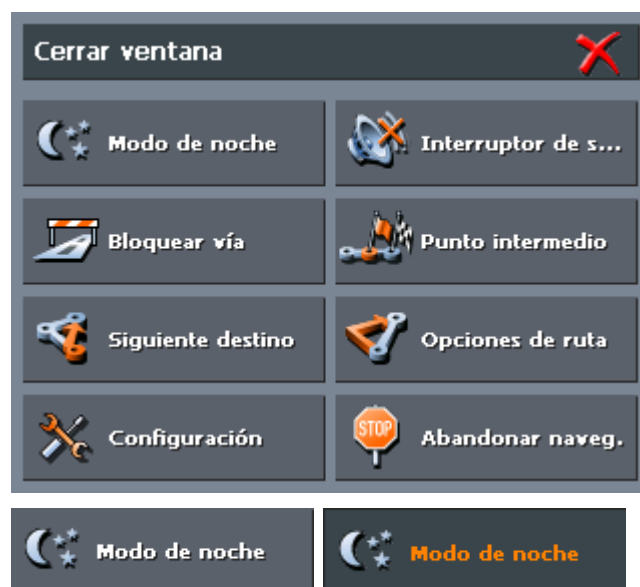 Cerrar ventana
Modo de noche
Interruptor de s...
Bloquear vía
Punto intermedio
Siguiente destino
Opciones de ruta
Configuración
STOP
Abandonar naveg.
Modo de noche
Modo de noche